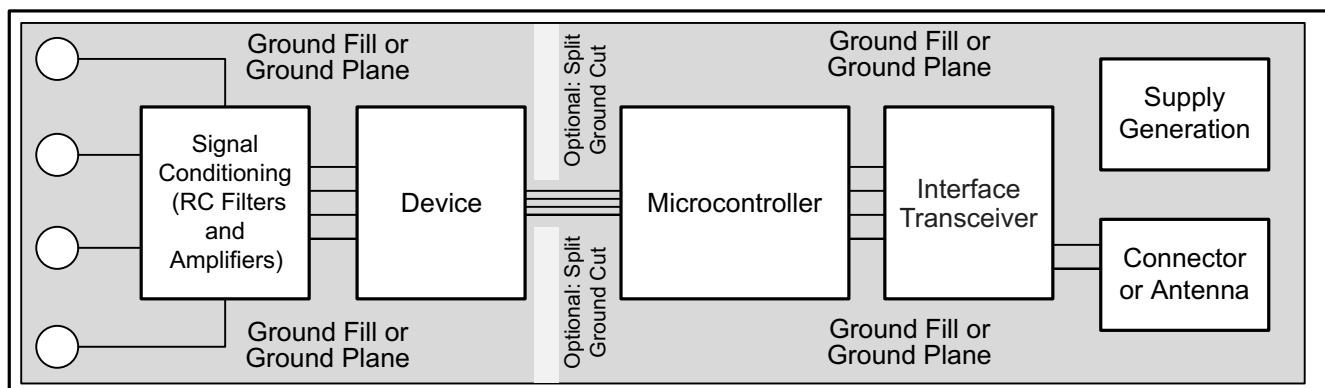 Ground Fill or
Ground Plane
Optional: Split
Ground Cut
Ground Fill or
Ground Plane
Supply
Generation
Signal
Conditioning
(RC Filters
and
Amplifiers)
Device
Microcontroller
Interface
Transceiver
Connector
or Antenna
Ground Fill or
Ground Plane
Optional: Split
Ground Cut
Ground Fill or
Ground Plane